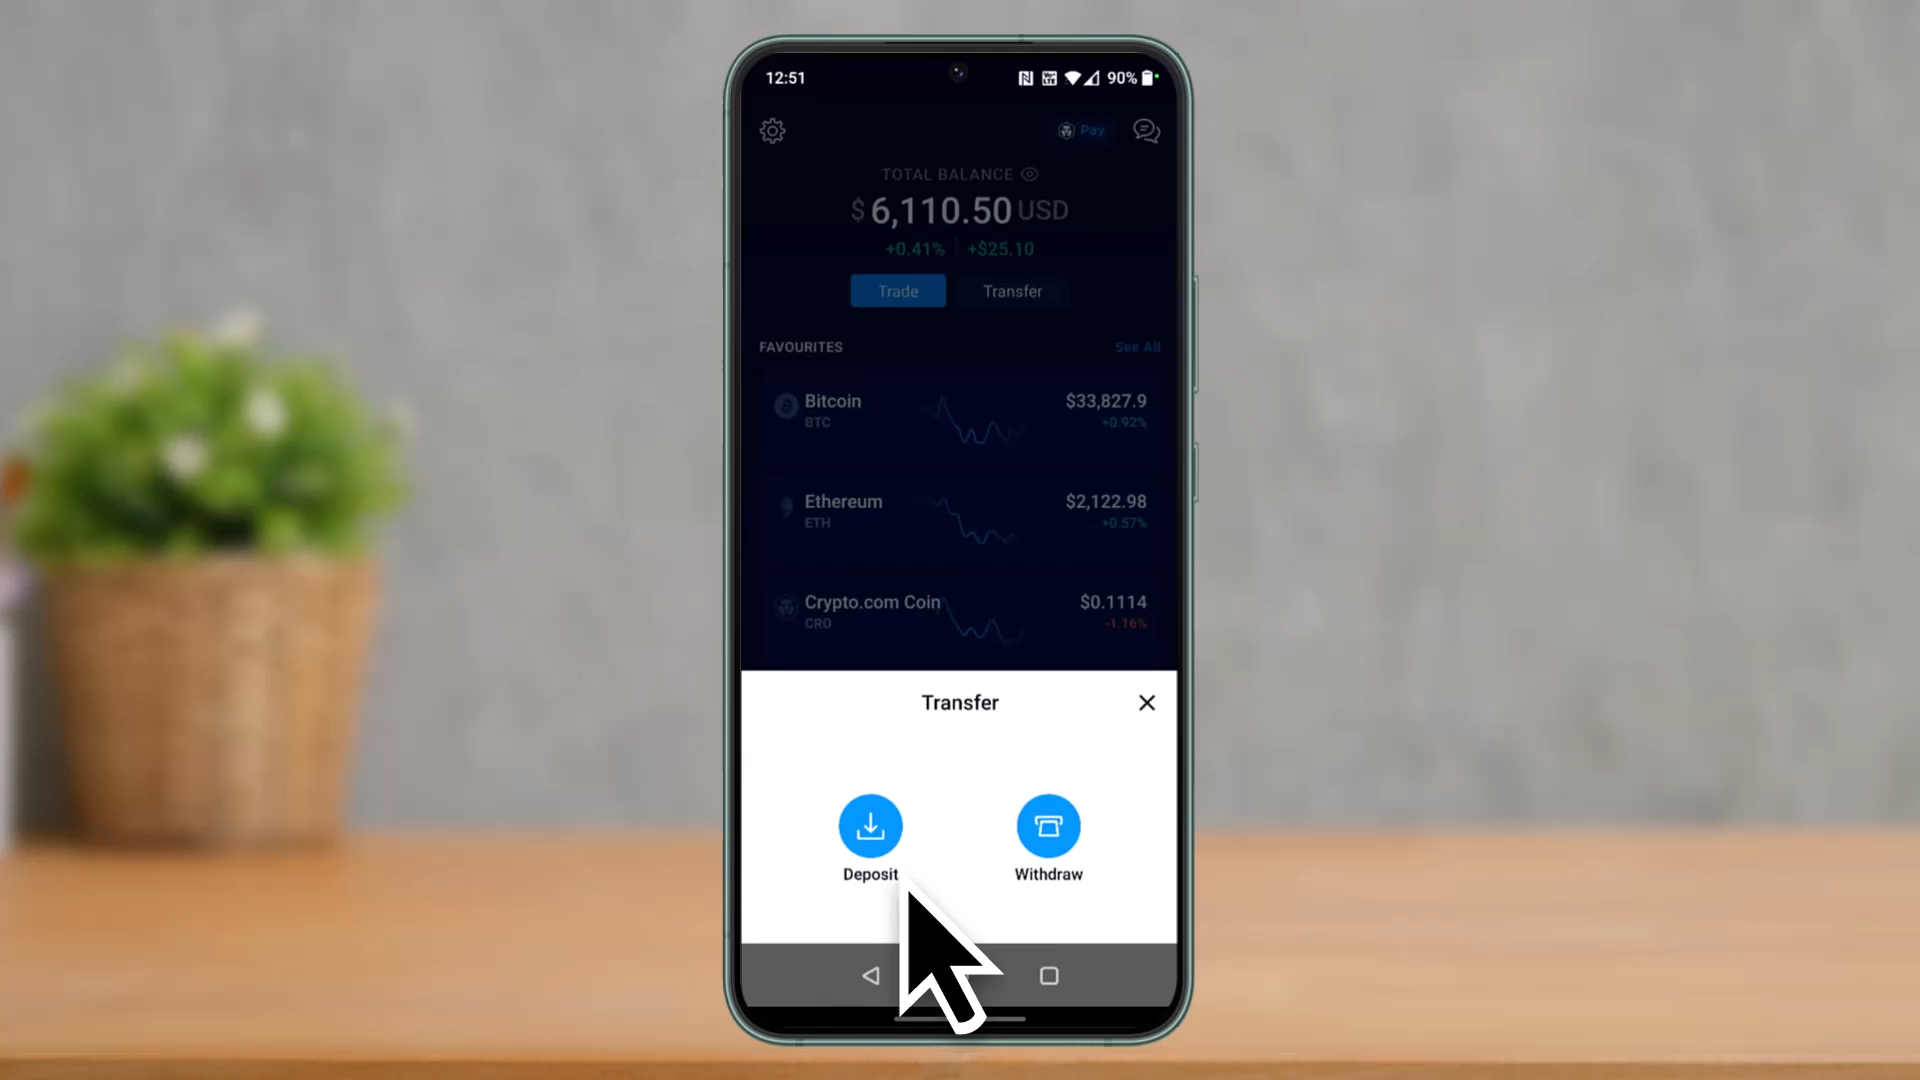 12:51
90%
Pay
TOTAL BALANCE
$ 6,110.50 USD
+0.41% +$25.10
Trade Transfer
FAVOURITES See All
Bitcoin $33,827.9
BTC +0.92%
Ethereum $2,122.98
ETH +0.57%
Crypto.com Coin $0.1114
CRO -1.16%
Transfer
Deposit Withdraw